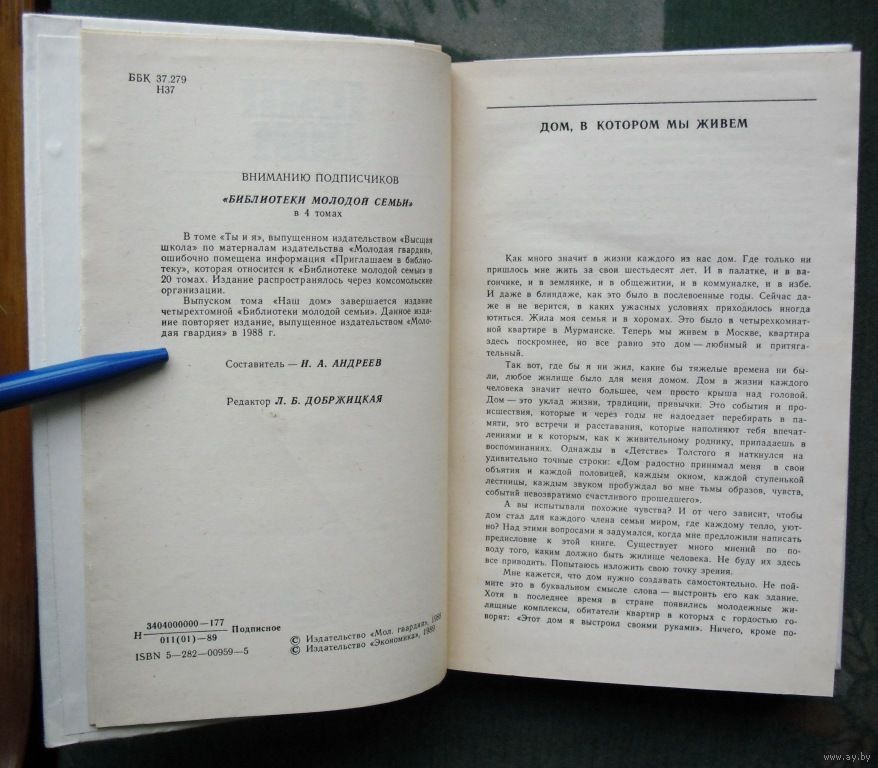 ББК 37.279
Н37
ВНИМАНИЮ ПОДПИСЧИКОВ
«БИБЛИОТЕКИ МОЛОДОЙ СЕМЬИ»
в 4 томах
В томе «Ты и я», выпущенном издательством «Высшая
школа» по материалам издательства «Молодая гвардия»,
ошибочно помещена информация «Приглашаем в библио-
теку», которая относится к «Библиотеке молодой семьи» в
20 томах. Издание распространялось через комсомольские
организации.
Выпуском тома «Наш дом» завершается издание
четырехтомной «Библиотеки молодой семьи». Данное изда-
ние повторяет издание, выпущенное издательством «Моло-
дая гвардия» в 1988 г.
Составитель — Н. А. АНДРЕЕВ
Редактор Л. Б. ДОБРЖИЦКАЯ
Н 3404000000—177
011(01)—89 Подписное
ISBN 5—282—00959—5
© Издательство «Мол. гвардия», 1988
© Издательство «Экономика», 1989
ДОМ, В КОТОРОМ МЫ ЖИВЕМ
Как много значит в жизни каждого из нас дом. Где только ни
пришлось мне жить за свои шестьдесят лет. И в палатке, и в ва-
гончике, и в землянке, и в общежитии, и в коммуналке, и в избе.
И даже в блиндаже, как это было в послевоенные годы. Сейчас да-
же и не верится, в каких ужасных условиях приходилось иногда
ютиться. Жила моя семья и в хоромах. Это было в четырехкомнат-
ной квартире в Мурманске. Теперь мы живем в Москве, квартира
здесь поскромнее, но все равно это дом — любимый и притяга-
тельный.
Так вот, где бы я ни жил, какие бы тяжелые времена ни бы-
ли, любое жилище было для меня домом. Дом в жизни каждого
человека значит нечто большее, чем просто крыша над головой.
Дом — это уклад жизни, традиции, привычки. Это события и про-
исшествия, которые и через годы не надоедает перебирать в па-
мяти, это встречи и расставания, которые наполняют тебя впечат-
лениями и к которым, как к живительному роднику, припадаешь в
воспоминаниях. Однажды в «Детстве» Толстого я наткнулся на
удивительно точные строки: «Дом радостно принимал меня в свои
объятия и каждой половицей, каждым окном, каждой ступенькой
лестницы, каждым звуком пробуждал во мне тьмы образов, чувств,
событий невозвратимо счастливого прошедшего».
А вы испытывали похожие чувства? И от чего зависит, чтобы
дом стал для каждого члена семьи миром, где каждому тепло, уют-
но? Над этими вопросами я задумался, когда мне предложили написать
предисловие к этой книге. Существует много мнений по по-
воду того, каким должно быть жилище человека. Не буду их здесь
все приводить. Попытаюсь изложить свою точку зрения.
Мне кажется, что дом нужно создавать самостоятельно. Не пой-
мите это в буквальном смысле слова — выстроить его как здание.
Хотя в последнее время в стране появились молодежные жи-
лищные комплексы, обитатели квартир в которых с гордостью го-
ворят: «Этот дом я выстроил своими руками». Ничего, кроме по-
www.ay.by